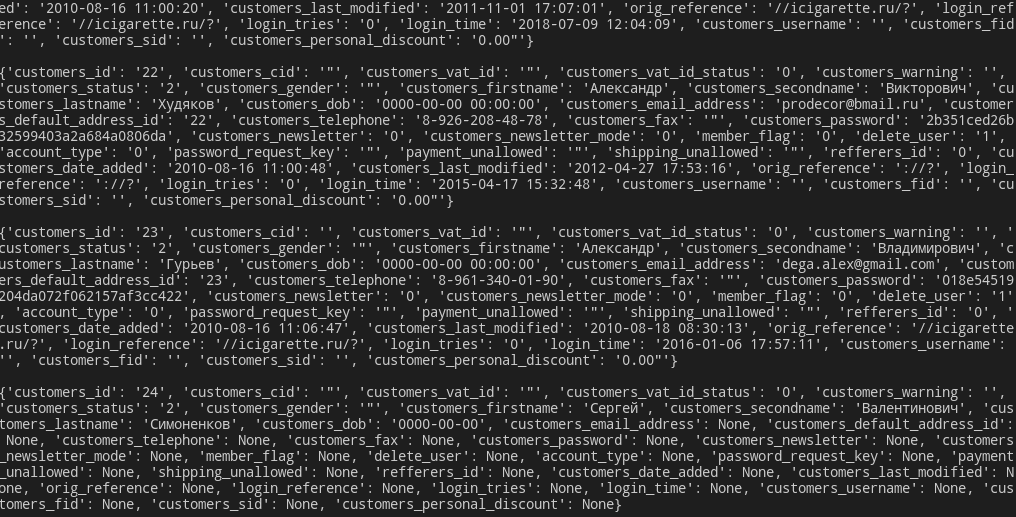 ed': '2010-08-16 11:00:20', 'customers_last_modified': '2011-11-01 17:07:01', 'orig_reference': '//icigarette.ru/?', 'login_ref
erence': '//icigarette.ru/?', 'login_tries': '0', 'login_time': '2018-07-09 12:04:09', 'customers_username': '', 'customers_fid
': '', 'customers_sid': '', 'customers_personal_discount': '0.00"'}
{'customers_id': '22', 'customers_cid': '"', 'customers_vat_id': '"', 'customers_vat_id_status': '0', 'customers_warning': '',
'customers_status': '2', 'customers_gender': '"', 'customers_firstname': 'Александр', 'customers_secondname': 'Викторович', 'cu
stomers_lastname': 'Худяков', 'customers_dob': '0000-00-00 00:00:00', 'customers_email_address': 'prodecor@bmail.ru', 'customer
s_default_address_id': '22', 'customers_telephone': '8-926-208-48-78', 'customers_fax': '"', 'customers_password': '2b351ced26b
32599403a2a684a0806da', 'customers_newsletter': '0', 'customers_newsletter_mode': '0', 'member_flag': '0', 'delete_user': '1',
'account_type': '0', 'password_request_key': '"', 'payment_unallowed': '"', 'shipping_unallowed': '"', 'refferers_id': '0', 'cu
stomers_date_added': '2010-08-16 11:00:48', 'customers_last_modified': '2012-04-27 17:53:16', 'orig_reference': '://?', 'login_
reference': '://?', 'login_tries': '0', 'login_time': '2015-04-17 15:32:48', 'customers_username': '', 'customers_fid': '', 'cu
stomers_sid': '', 'customers_personal_discount': '0.00"'}
{'customers_id': '23', 'customers_cid': '', 'customers_vat_id': '"', 'customers_vat_id_status': '0', 'customers_warning': '', '
customers_status': '2', 'customers_gender': '"', 'customers_firstname': 'Александр', 'customers_secondname': 'Владимирович', 'c
ustomers_lastname': 'Гурьев', 'customers_dob': '0000-00-00 00:00:00', 'customers_email_address': 'dega.alex@gmail.com', 'custom
ers_default_address_id': '23', 'customers_telephone': '8-961-340-01-90', 'customers_fax': '"', 'customers_password': '018e54519
204da072f062157af3cc422', 'customers_newsletter': '0', 'customers_newsletter_mode': '0', 'member_flag': '0', 'delete_user': '1'
, 'account_type': '0', 'password_request_key': '"', 'payment_unallowed': '"', 'shipping_unallowed': '"', 'refferers_id': '0', '
customers_date_added': '2010-08-16 11:06:47', 'customers_last_modified': '2010-08-18 08:30:13', 'orig_reference': '//icigarette
.ru/?', 'login_reference': '//icigarette.ru/?', 'login_tries': '0', 'login_time': '2016-01-06 17:57:11', 'customers_username':
'', 'customers_fid': '', 'customers_sid': '', 'customers_personal_discount': '0.00"'}
{'customers_id': '24', 'customers_cid': '"', 'customers_vat_id': '"', 'customers_vat_id_status': '0', 'customers_warning': '',
'customers_status': '2', 'customers_gender': '"', 'customers_firstname': 'Сергей', 'customers_secondname': 'Валентинович', 'cus
tomers_lastname': 'Симоненков', 'customers_dob': '0000-00-00', 'customers_email_address': None, 'customers_default_address_id':
None, 'customers_telephone': None, 'customers_fax': None, 'customers_password': None, 'customers_newsletter': None, 'customers
_newsletter_mode': None, 'member_flag': None, 'delete_user': None, 'account_type': None, 'password_request_key': None, 'payment
_unallowed': None, 'shipping_unallowed': None, 'refferers_id': None, 'customers_date_added': None, 'customers_last_modified': N
one, 'orig_reference': None, 'login_reference': None, 'login_tries': None, 'login_time': None, 'customers_username': None, 'cus
tomers_fid': None, 'customers_sid': None, 'customers_personal_discount': None}